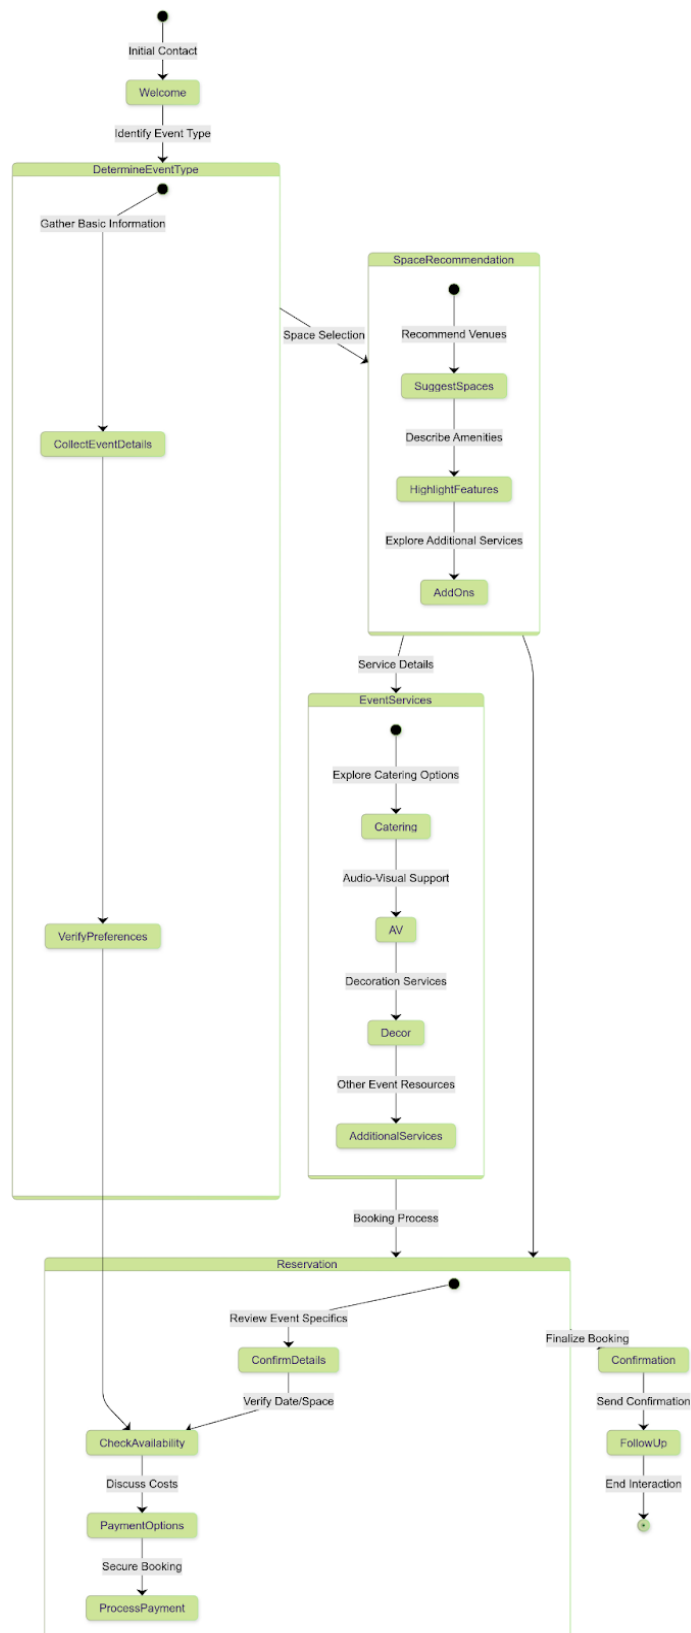 Initial Contact
Welcome
Identify Event Type
DetermineEventType
Gather Basic Information
CollectEventDetails
VerifyPreferences
Space Selection
SpaceRecommendation
Recommend Venues
SuggestSpaces
Describe Amenities
HighlightFeatures
Explore Additional Services
AddOns
Service Details
EventServices
Explore Catering Options
Catering
Audio-Visual Support
AV
Decoration Services
Decor
Other Event Resources
AdditionalServices
Booking Process
Reservation
Review Event Specifics
ConfirmDetails
Verify Date/Space
CheckAvailability
Discuss Costs
PaymentOptions
Secure Booking
ProcessPayment
Finalize Booking
Confirmation
Send Confirmation
FollowUp
End Interaction